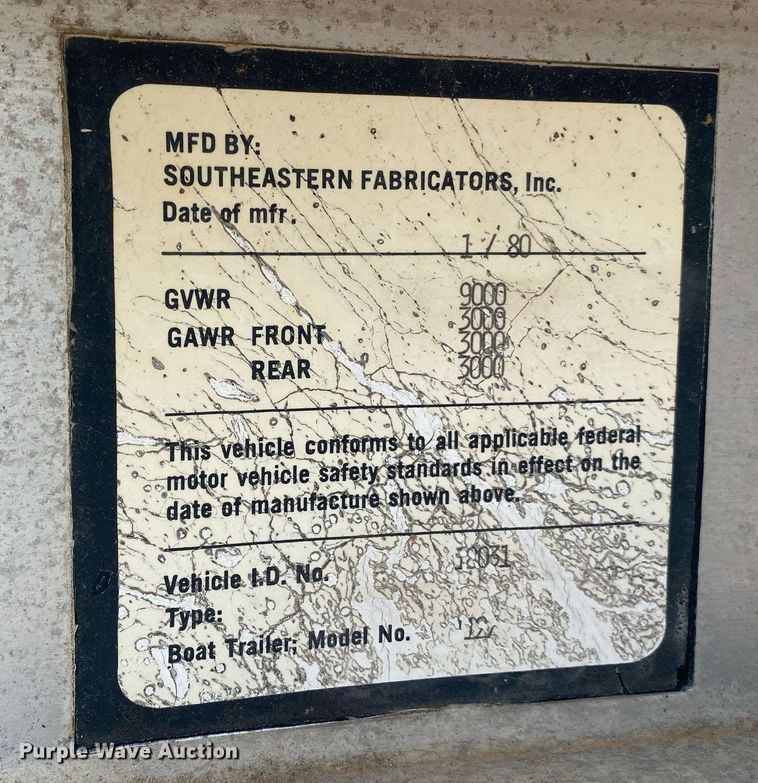 MFD BY:
SOUTHEASTERN FABRICATORS, Inc.
Date of mfr.
1 / 80
GVWR 9000
3000
GAWR FRONT 3000
REAR 3000
This vehicle conforms to all applicable federal
motor vehicle safety standards in effect on the
date of manufacture shown above.
Vehicle I.D. No.
Type:
Boat Trailer; Model No.
Purple Wave Auction